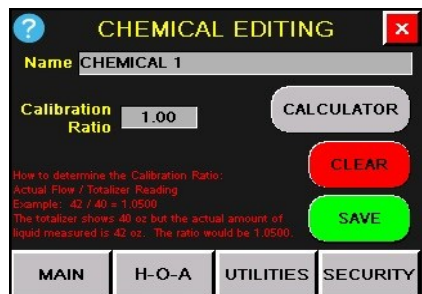 ? CHEMICAL EDITING X
Name CHEMICAL 1
Calibration Ratio 1.00
CALCULATOR
How to determine the Calibration Ratio:
Actual Flow / Totalizer Reading
Example: 42 / 40 = 1.0500
The totalizer shows 40 oz but the actual amount of
liquid measured is 42 oz. The ratio would be 1.0500.
CLEAR
SAVE
MAIN H-O-A UTILITIES SECURITY